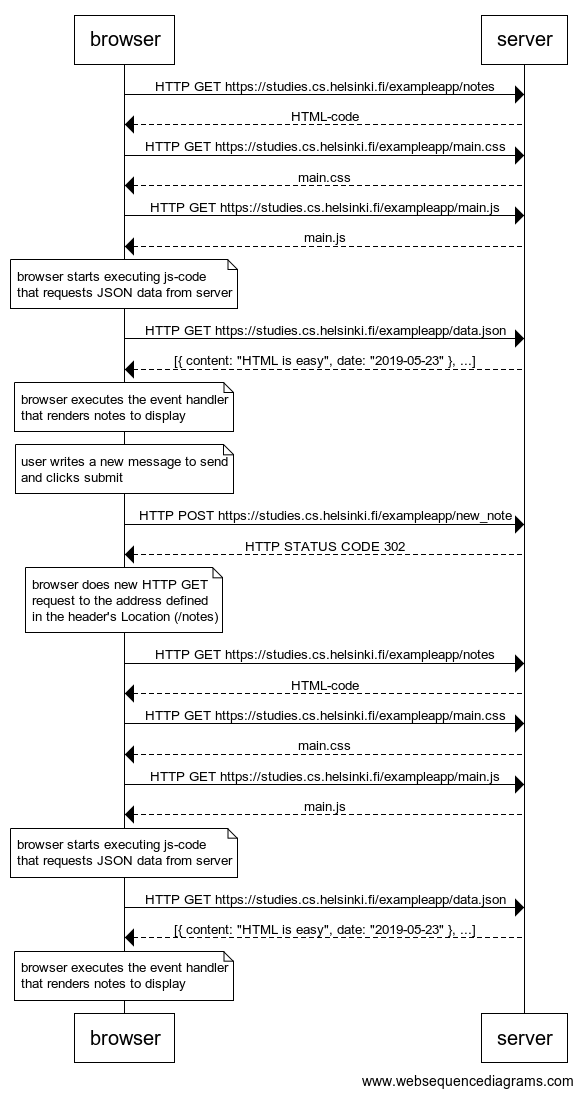 browser
server
HTTP GET https://studies.cs.helsinki.fi/exampleapp/notes
HTML-code
HTTP GET https://studies.cs.helsinki.fi/exampleapp/main.css
main.css
HTTP GET https://studies.cs.helsinki.fi/exampleapp/main.js
main.js
browser starts executing js-code
that requests JSON data from server
HTTP GET https://studies.cs.helsinki.fi/exampleapp/data.json
[{ content: "HTML is easy", date: "2019-05-23" }, ...]
browser executes the event handler
that renders notes to display
user writes a new message to send
and clicks submit
HTTP POST https://studies.cs.helsinki.fi/exampleapp/new_note
HTTP STATUS CODE 302
browser does new HTTP GET
request to the address defined
in the header's Location (/notes)
HTTP GET https://studies.cs.helsinki.fi/exampleapp/notes
HTML-code
HTTP GET https://studies.cs.helsinki.fi/exampleapp/main.css
main.css
HTTP GET https://studies.cs.helsinki.fi/exampleapp/main.js
main.js
browser starts executing js-code
that requests JSON data from server
HTTP GET https://studies.cs.helsinki.fi/exampleapp/data.json
[{ content: "HTML is easy", date: "2019-05-23" }, ...]
browser executes the event handler
that renders notes to display
browser
server
www.websequencediagrams.com